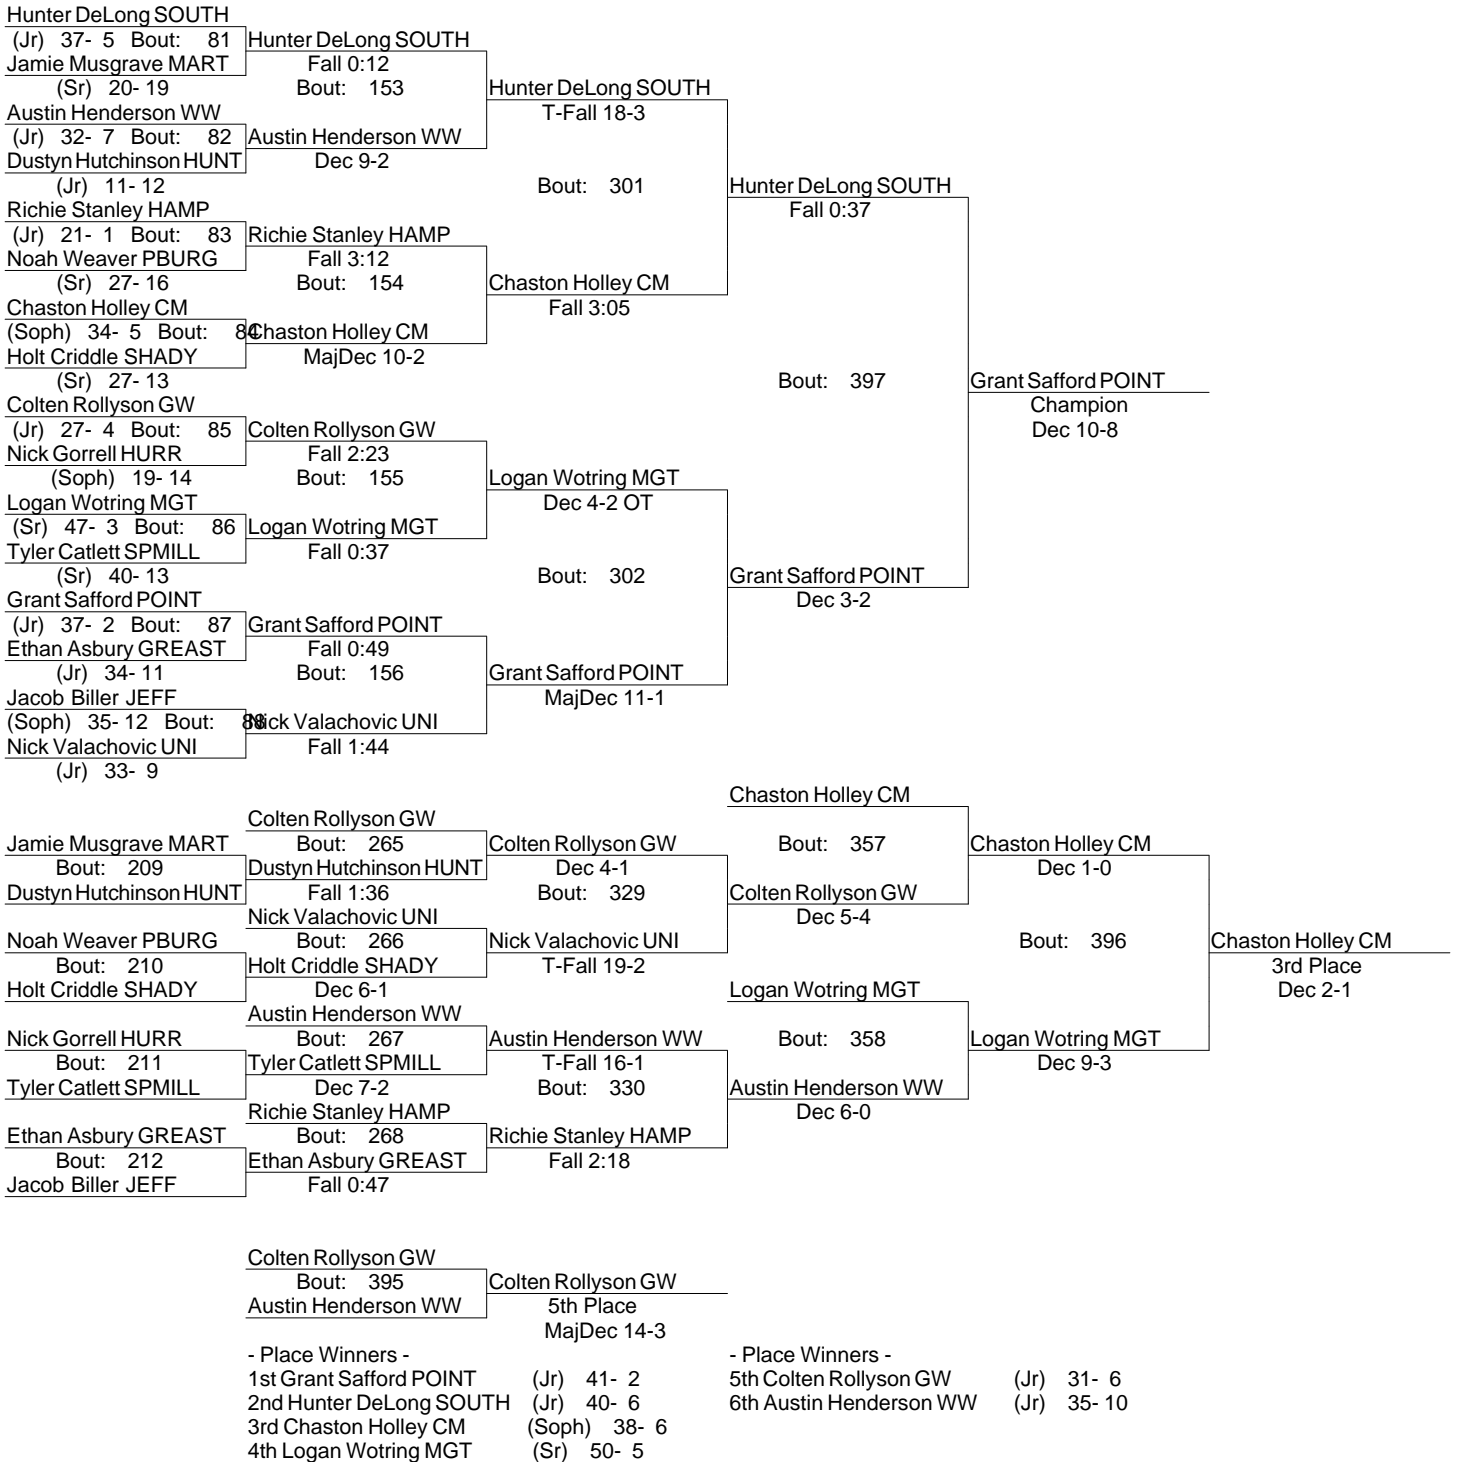 Hunter DeLong SOUTH
(Jr) 37- 5 Bout: 81 Hunter DeLong SOUTH
Jamie Musgrave MART Fall 0:12
(Sr) 20- 19 Bout: 153 Hunter DeLong SOUTH
Austin Henderson WW T-Fall 18-3
(Jr) 32- 7 Bout: 82 Austin Henderson WW
Dustyn Hutchinson HUNT Dec 9-2
(Jr) 11- 12 Bout: 301 Hunter DeLong SOUTH
Richie Stanley HAMP Fall 0:37
(Jr) 21- 1 Bout: 83 Richie Stanley HAMP
Noah Weaver PBURG Fall 3:12
(Sr) 27- 16 Bout: 154 Chaston Holley CM
Chaston Holley CM Fall 3:05
(Soph) 34- 5 Bout: 84 Chaston Holley CM
Holt Criddle SHADY MajDec 10-2
(Sr) 27- 13 Bout: 397 Grant Safford POINT
Colten Rollyson GW Champion
(Jr) 27- 4 Bout: 85 Colten Rollyson GW Dec 10-8
Nick Gorrell HURR Fall 2:23
(Soph) 19- 14 Bout: 155 Logan Wotring MGT
Logan Wotring MGT Dec 4-2 OT
(Sr) 47- 3 Bout: 86 Logan Wotring MGT
Tyler Catlett SPMILL Fall 0:37
(Sr) 40- 13 Bout: 302 Grant Safford POINT
Grant Safford POINT Dec 3-2
(Jr) 37- 2 Bout: 87 Grant Safford POINT
Ethan Asbury GREAST Fall 0:49
(Jr) 34- 11 Bout: 156 Grant Safford POINT
Jacob Biller JEFF MajDec 11-1
(Soph) 35- 12 Bout: 88 Nick Valachovic UNI
Nick Valachovic UNI Fall 1:44
(Jr) 33- 9
Chaston Holley CM
Colten Rollyson GW
Jamie Musgrave MART Bout: 265 Colten Rollyson GW Bout: 357 Chaston Holley CM
Bout: 209 Dustyn Hutchinson HUNT Dec 4-1 Dec 1-0
Dustyn Hutchinson HUNT Fall 1:36 Bout: 329 Colten Rollyson GW
Nick Valachovic UNI Dec 5-4
Noah Weaver PBURG Bout: 266 Nick Valachovic UNI Bout: 396 Chaston Holley CM
Bout: 210 Holt Criddle SHADY T-Fall 19-2 3rd Place
Holt Criddle SHADY Dec 6-1 Logan Wotring MGT Dec 2-1
Austin Henderson WW
Nick Gorrell HURR Bout: 267 Austin Henderson WW Bout: 358 Logan Wotring MGT
Bout: 211 Tyler Catlett SPMILL T-Fall 16-1 Dec 9-3
Tyler Catlett SPMILL Dec 7-2 Bout: 330 Austin Henderson WW
Richie Stanley HAMP Dec 6-0
Ethan Asbury GREAST Bout: 268 Richie Stanley HAMP
Bout: 212 Ethan Asbury GREAST Fall 2:18
Jacob Biller JEFF Fall 0:47
Colten Rollyson GW
Bout: 395 Colten Rollyson GW
Austin Henderson WW 5th Place
MajDec 14-3
- Place Winners - - Place Winners -
1st Grant Safford POINT (Jr) 41- 2 5th Colten Rollyson GW (Jr) 31- 6
2nd Hunter DeLong SOUTH (Jr) 40- 6 6th Austin Henderson WW (Jr) 35- 10
3rd Chaston Holley CM (Soph) 38- 6
4th Logan Wotring MGT (Sr) 50- 5